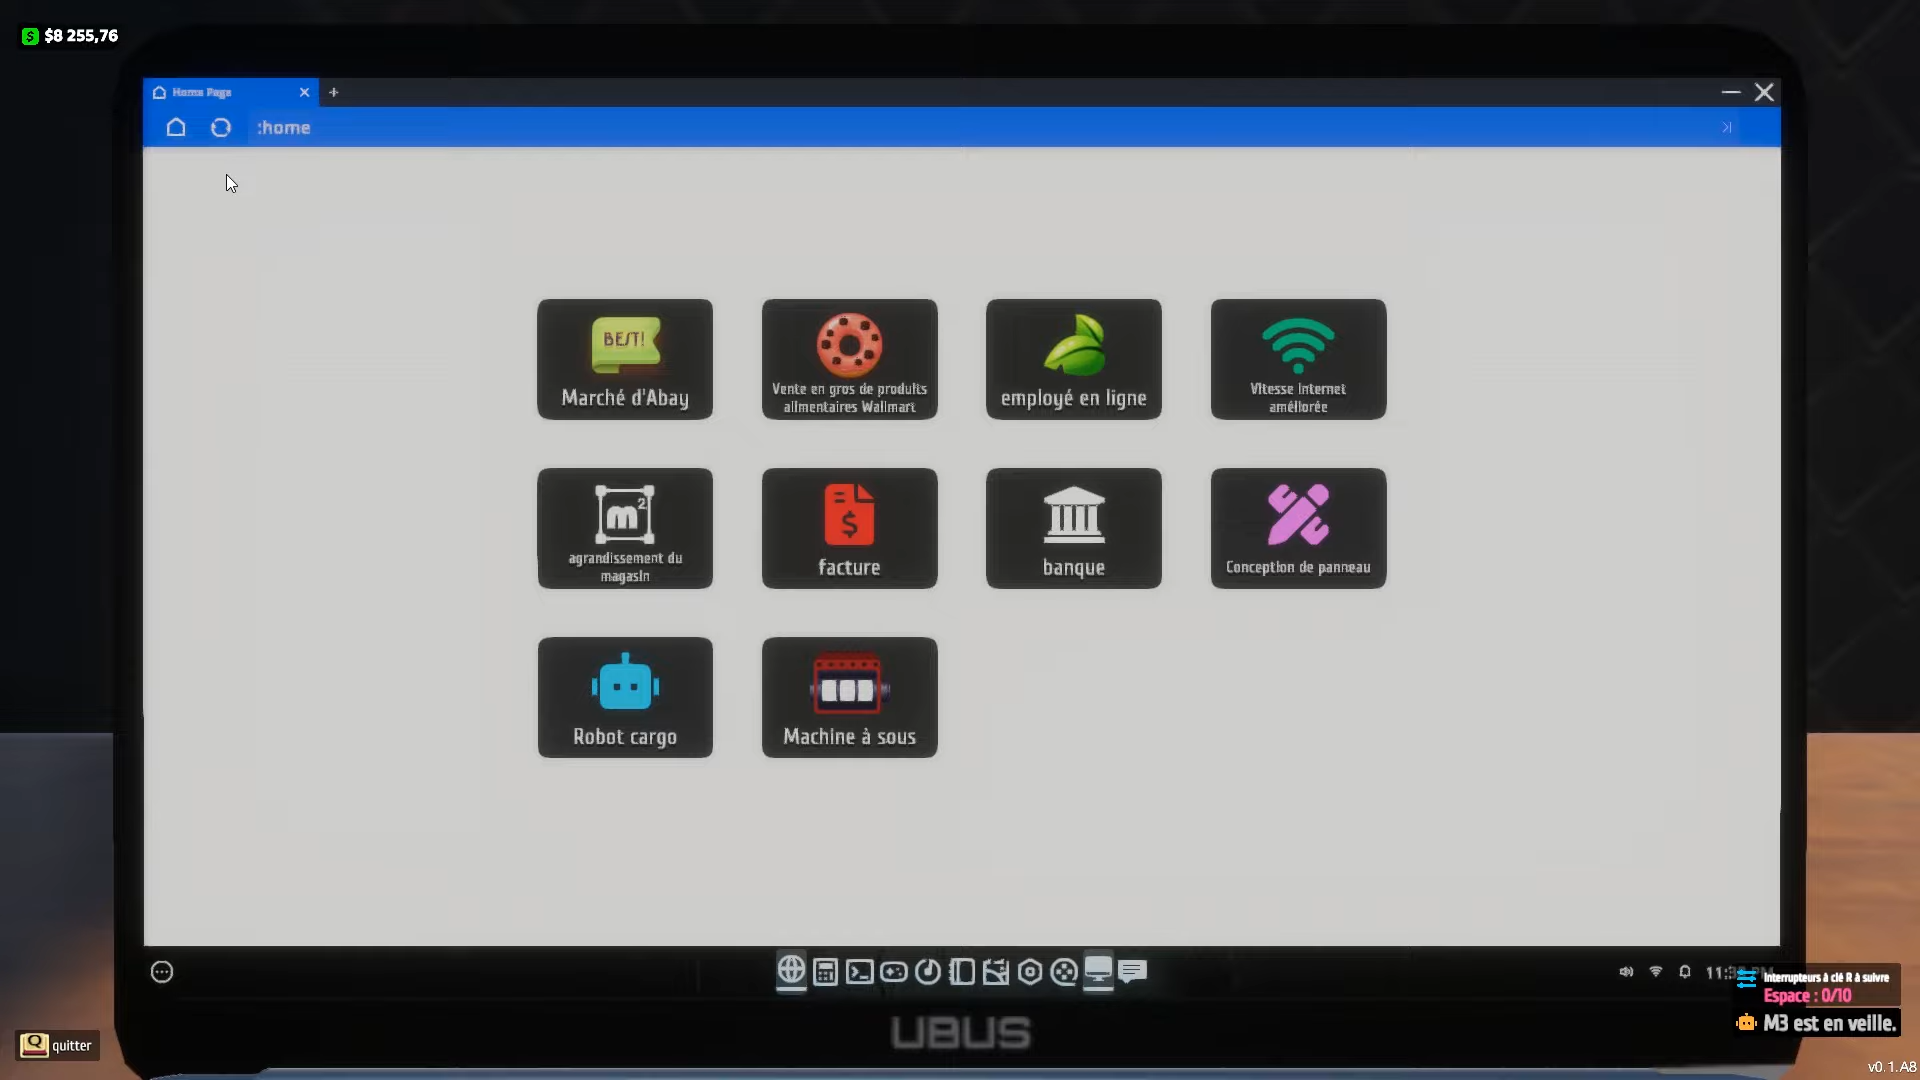 $8 255,76
Home Page
:home
BEST!
Marché d'Abay
Vente en gros de produits
alimentaires Wallmart
employé en ligne
Vitesse Internet
améliorée
m²
agrandissement du
magasin
facture
banque
Conception de panneau
Robot cargo
Machine à sous
Interrupteurs à clé R à suivre
Espace : 0/10
M3 est en veille.
UBUS
Q quitter
v0.1.A8